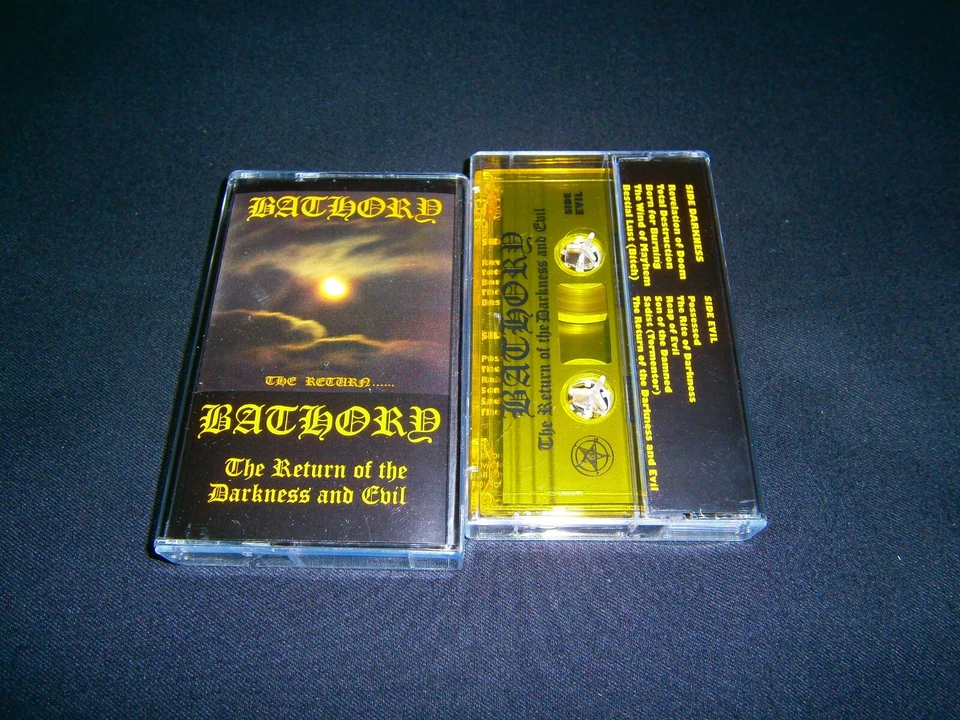 BATHORY
THE RETURN......
BATHORY
The Return of the
Darkness and Evil
BATHORY
The Return of the Darkness and Evil
SIDE
EVIL
SIDE DARKNESS
Revelation of Doom
Total Destruction
Born for Burning
The Wind of Mayhem
Bestial Lust (Bitch)
SIDE EVIL
Possessed
The Rite of Darkness
Reap of Evil
Son of the Damned
Sadist (Tormentor)
The Return of the Darkness and Evil